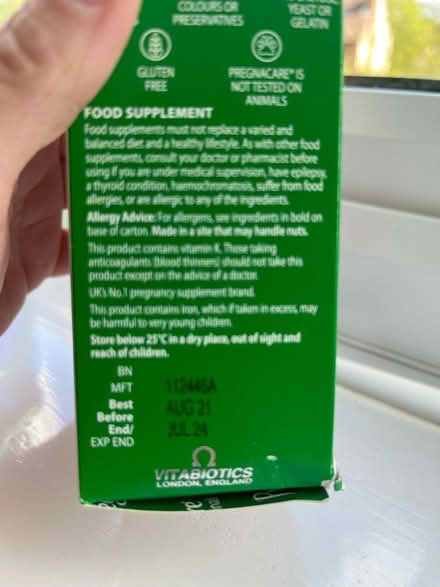 COLOURS OR
PRESERVATIVES
YEAST OR
GELATIN
GLUTEN
FREE
PREGNACARE® IS
NOT TESTED ON
ANIMALS
FOOD SUPPLEMENT
Food supplements must not replace a varied and
balanced diet and a healthy lifestyle. As with other food
supplements, consult your doctor or pharmacist before
using if you are under medical supervision, have epilepsy,
a thyroid condition, haemochromatosis, suffer from food
allergies, or are allergic to any of the ingredients.
Allergy Advice: For allergens, see ingredients in bold on
base of carton. Made in a site that may handle nuts.
This product contains vitamin K. Those taking
anticoagulants (blood thinners) should not take this
product except on the advice of a doctor.
UK's No.1 pregnancy supplement brand.
This product contains iron, which if taken in excess, may
be harmful to very young children.
Store below 25°C in a dry place, out of sight and
reach of children.
BN 112446A
MFT AUG 21
Best
Before
End/
EXP END JUL 24
VITABIOTICS
LONDON, ENGLAND